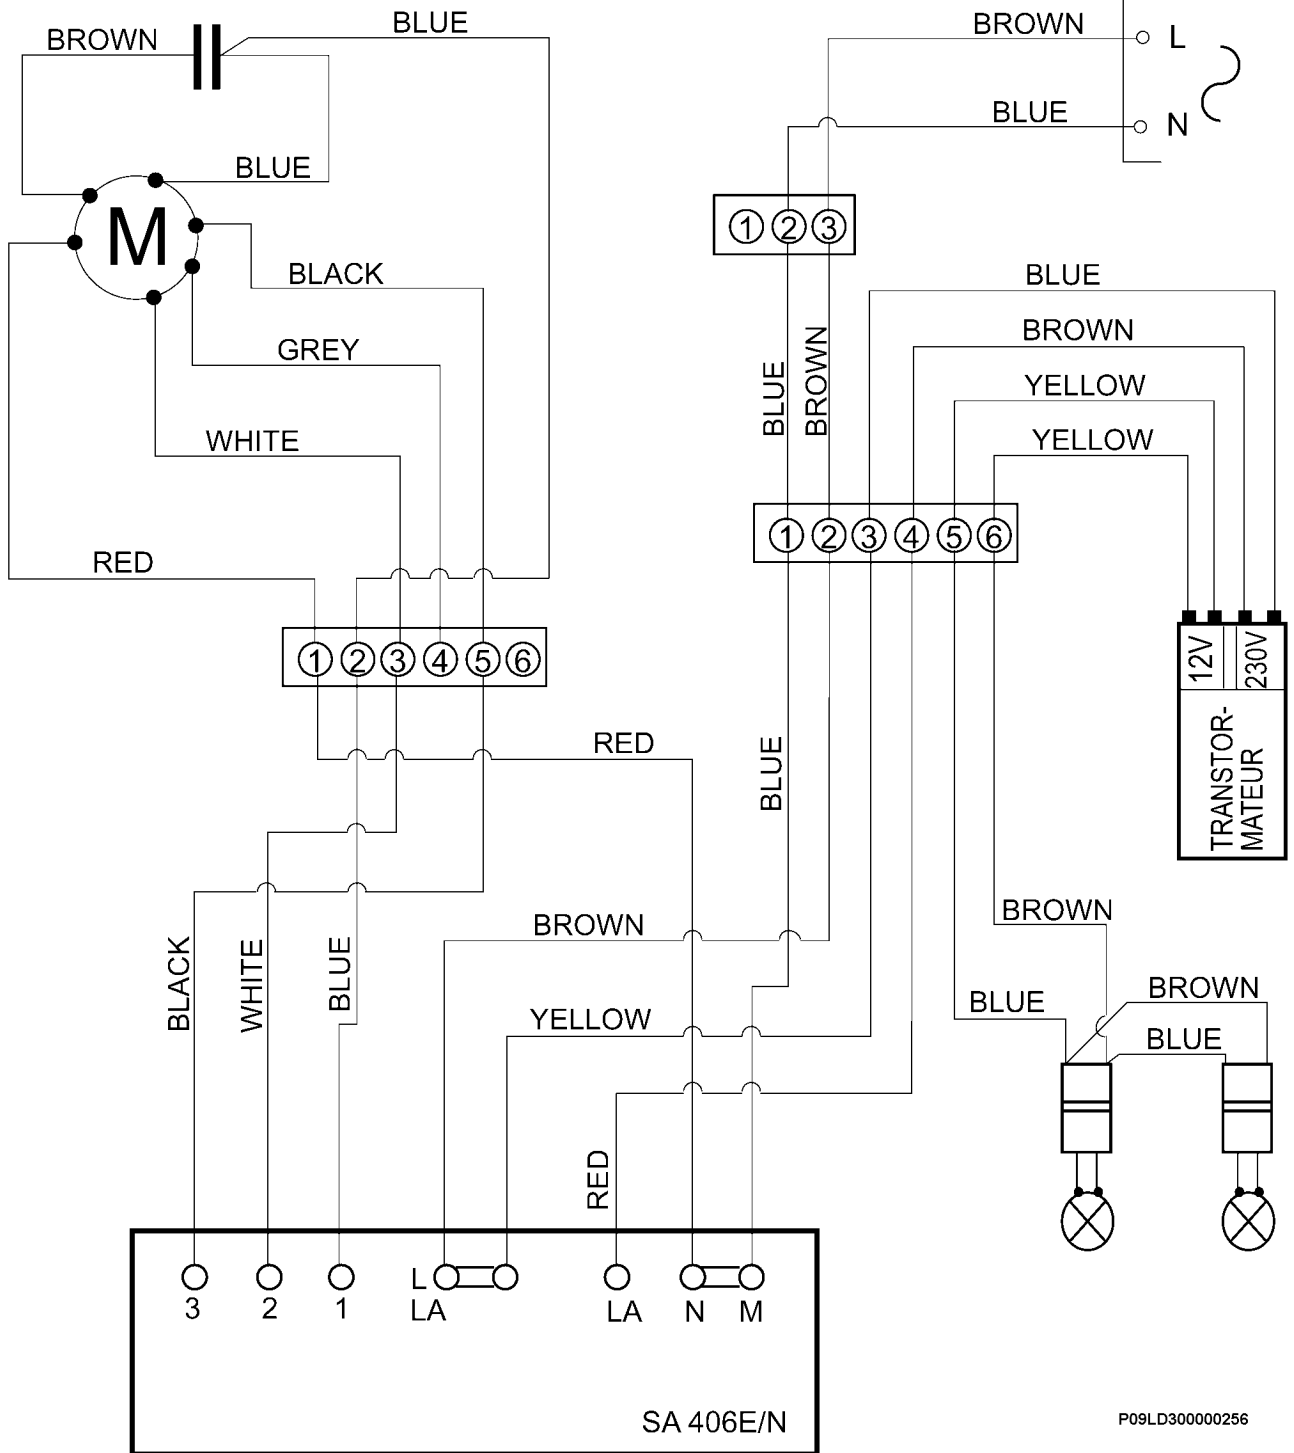 BLUE
BROWN
BROWN
L
BLUE
N
BLUE
M
1 2 3
BLACK
BLUE
BROWN
GREY
BLUE
BROWN
YELLOW
WHITE
YELLOW
1 2 3 4 5 6
RED
1 2 3 4 5 6
12V
230V
TRANSTOR-
MATEUR
RED
BLUE
BROWN
BROWN
BLACK
WHITE
BLUE
BLUE
BROWN
YELLOW
BLUE
RED
L
3 2 1 LA LA N M
SA 406E/N
P09LD300000256